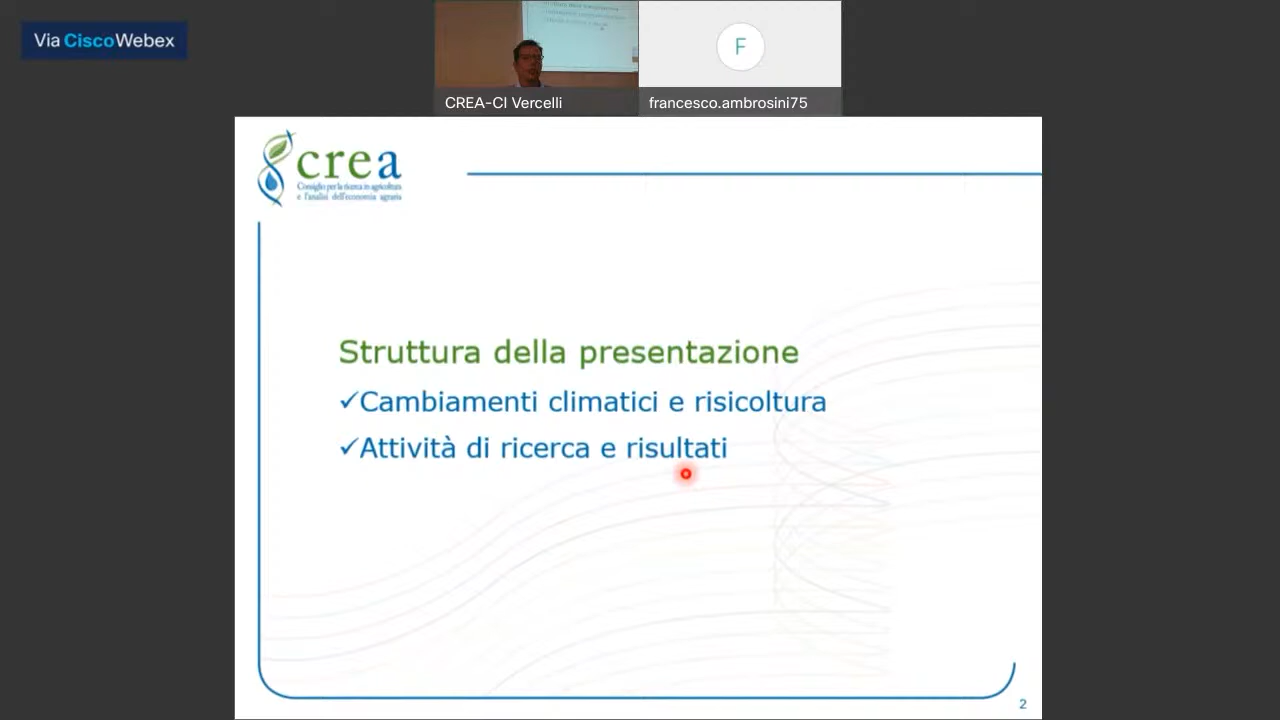 Via CiscoWebex
CREA-CI Vercelli
francesco.ambrosini75
F
crea
Consiglio per la ricerca in agricoltura
e l'analisi dell'economia agraria
Struttura della presentazione
✓Cambiamenti climatici e risicoltura
✓Attività di ricerca e risultati
2